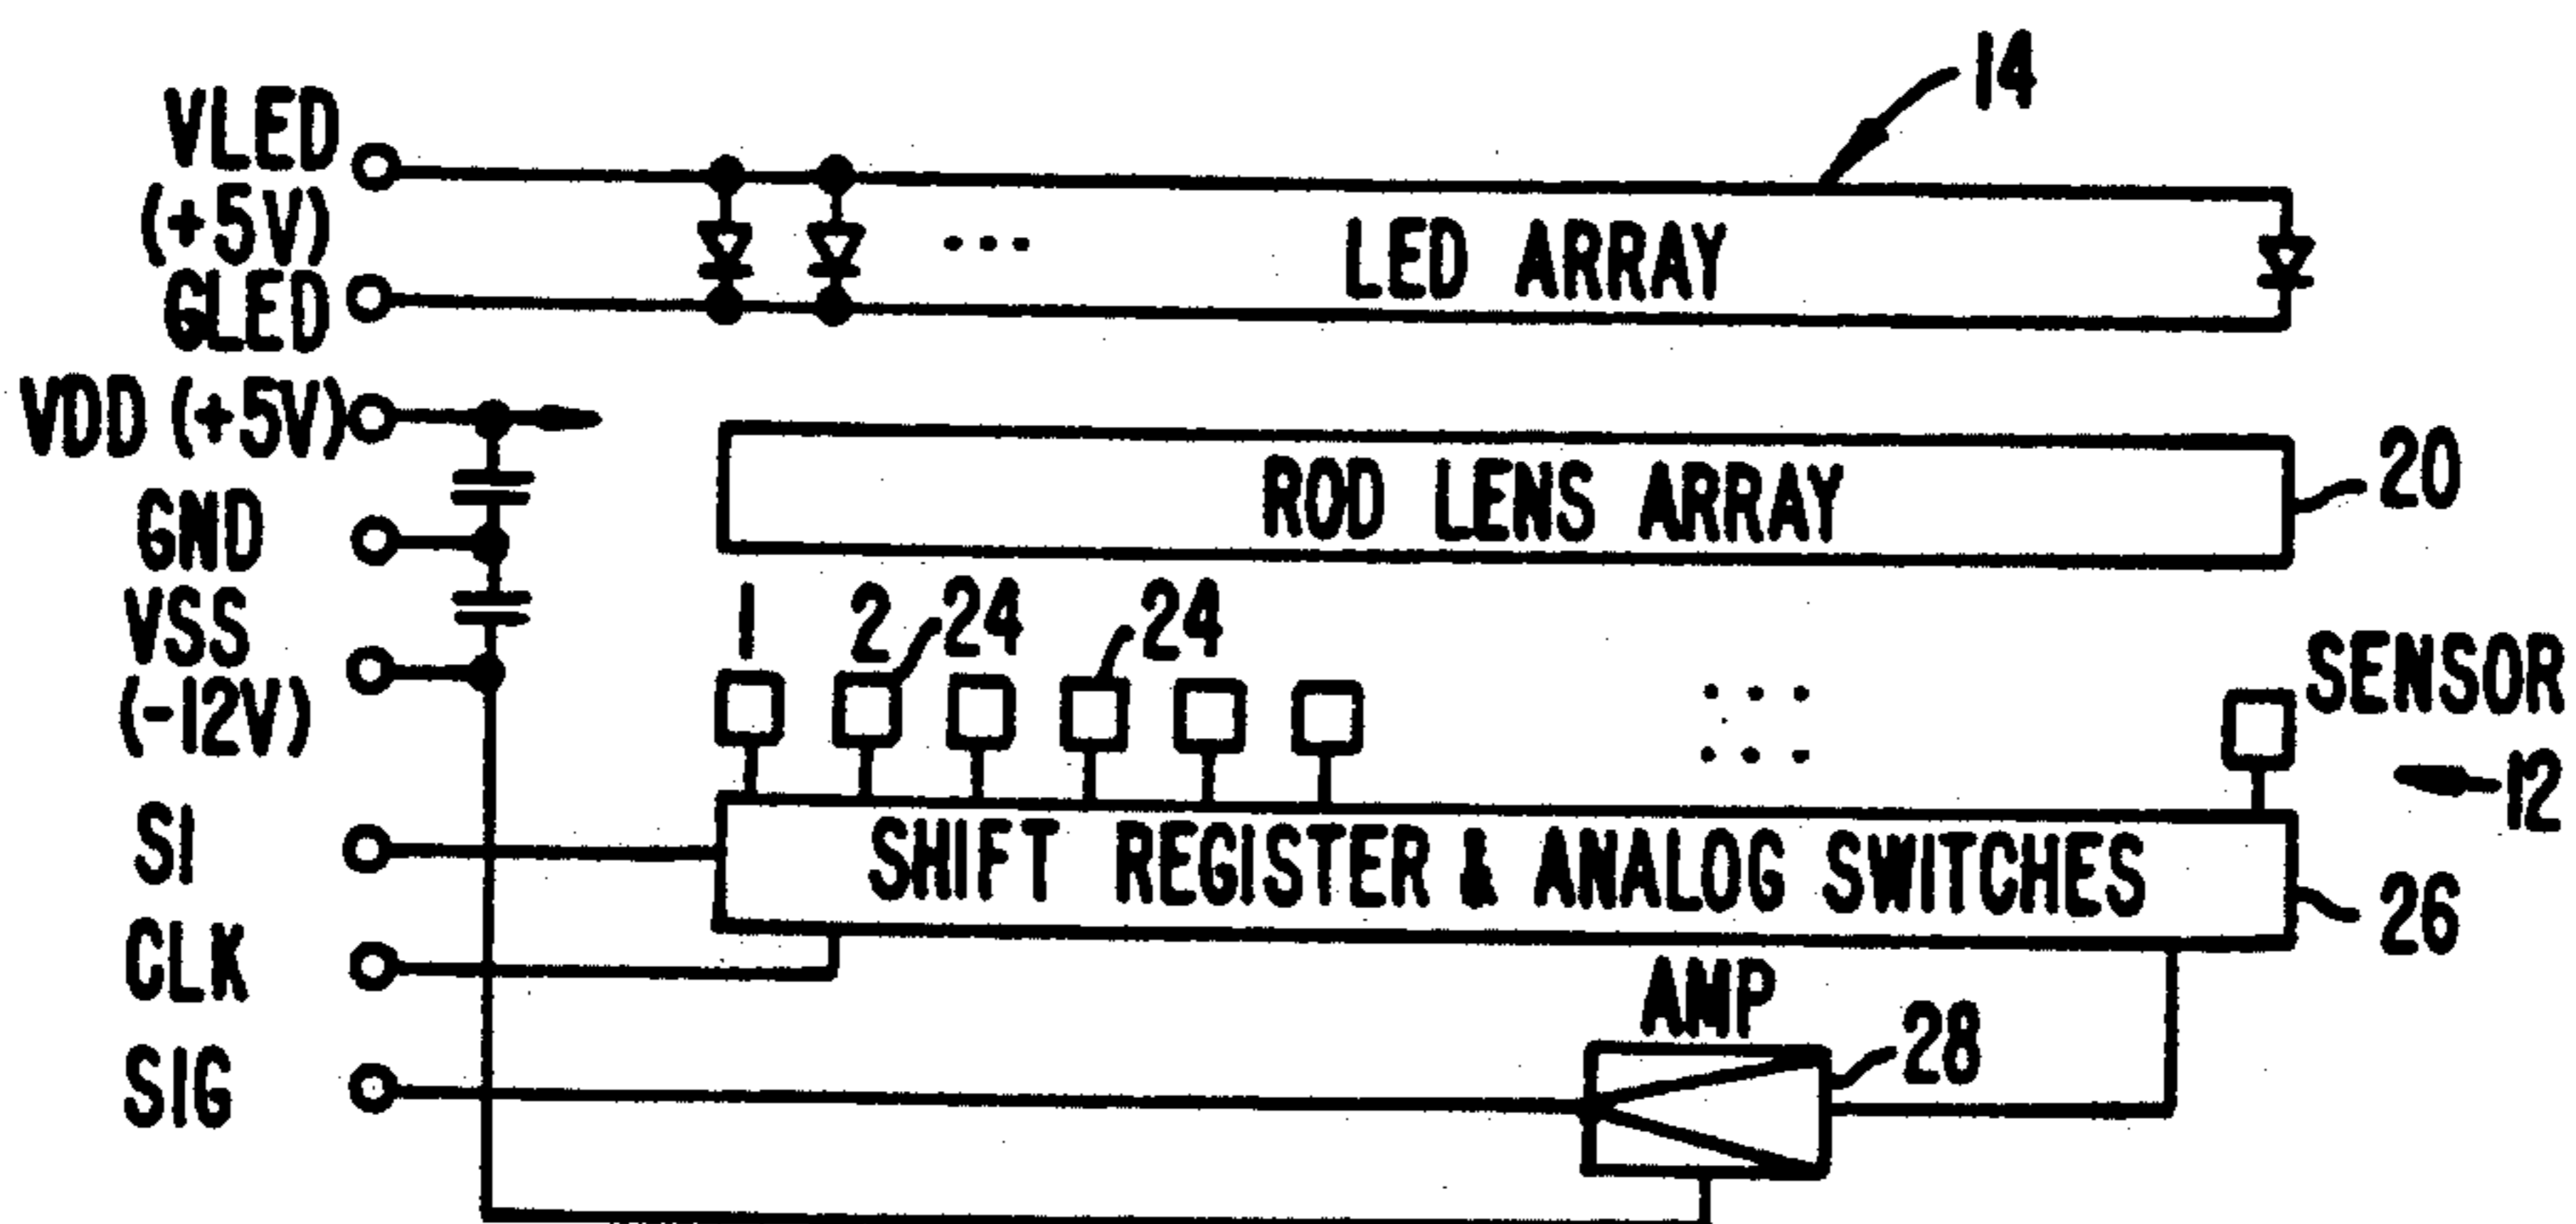 14
VLED
(+5V)
GLED
LED ARRAY
VDD (+5V)
ROD LENS ARRAY
20
GND
VSS
(-12V)
1
2
24
24
SENSOR
12
SI
SHIFT REGISTER & ANALOG SWITCHES
26
CLK
AMP
28
SIG